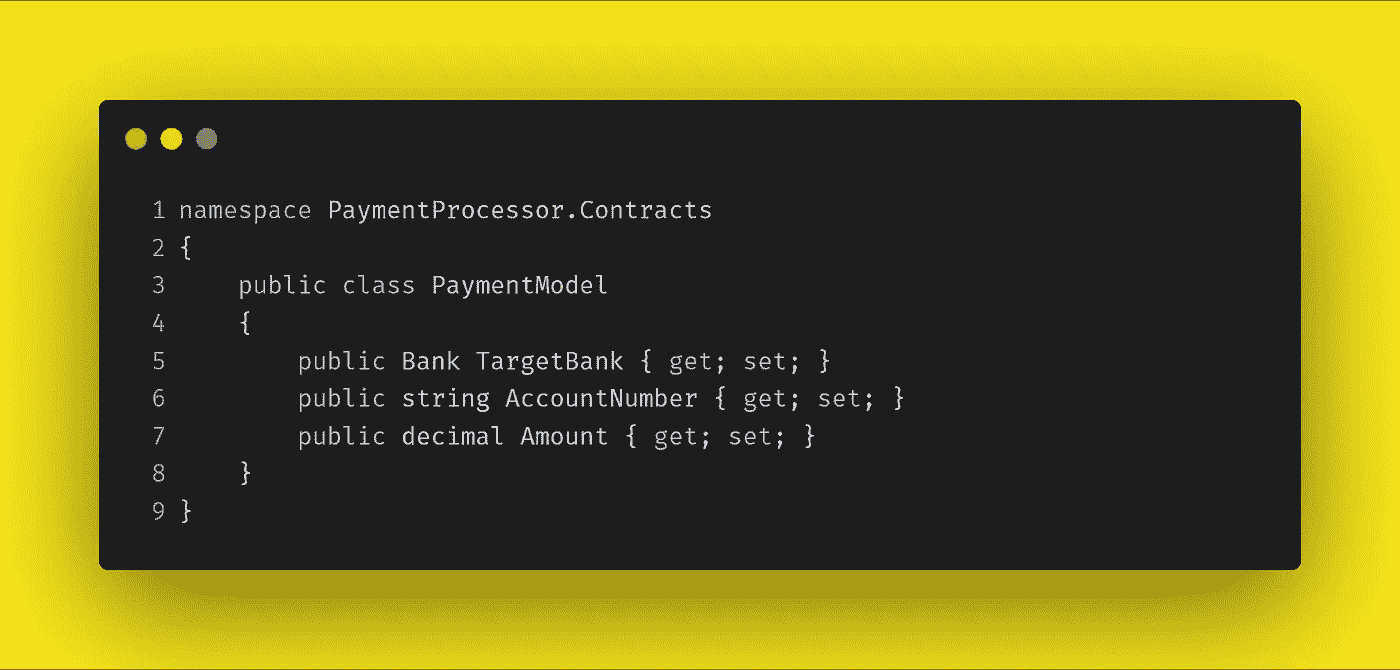 1 namespace PaymentProcessor.Contracts
2 {
3     public class PaymentModel
4     {
5         public Bank TargetBank { get; set; }
6         public string AccountNumber { get; set; }
7         public decimal Amount { get; set; }
8     }
9 }